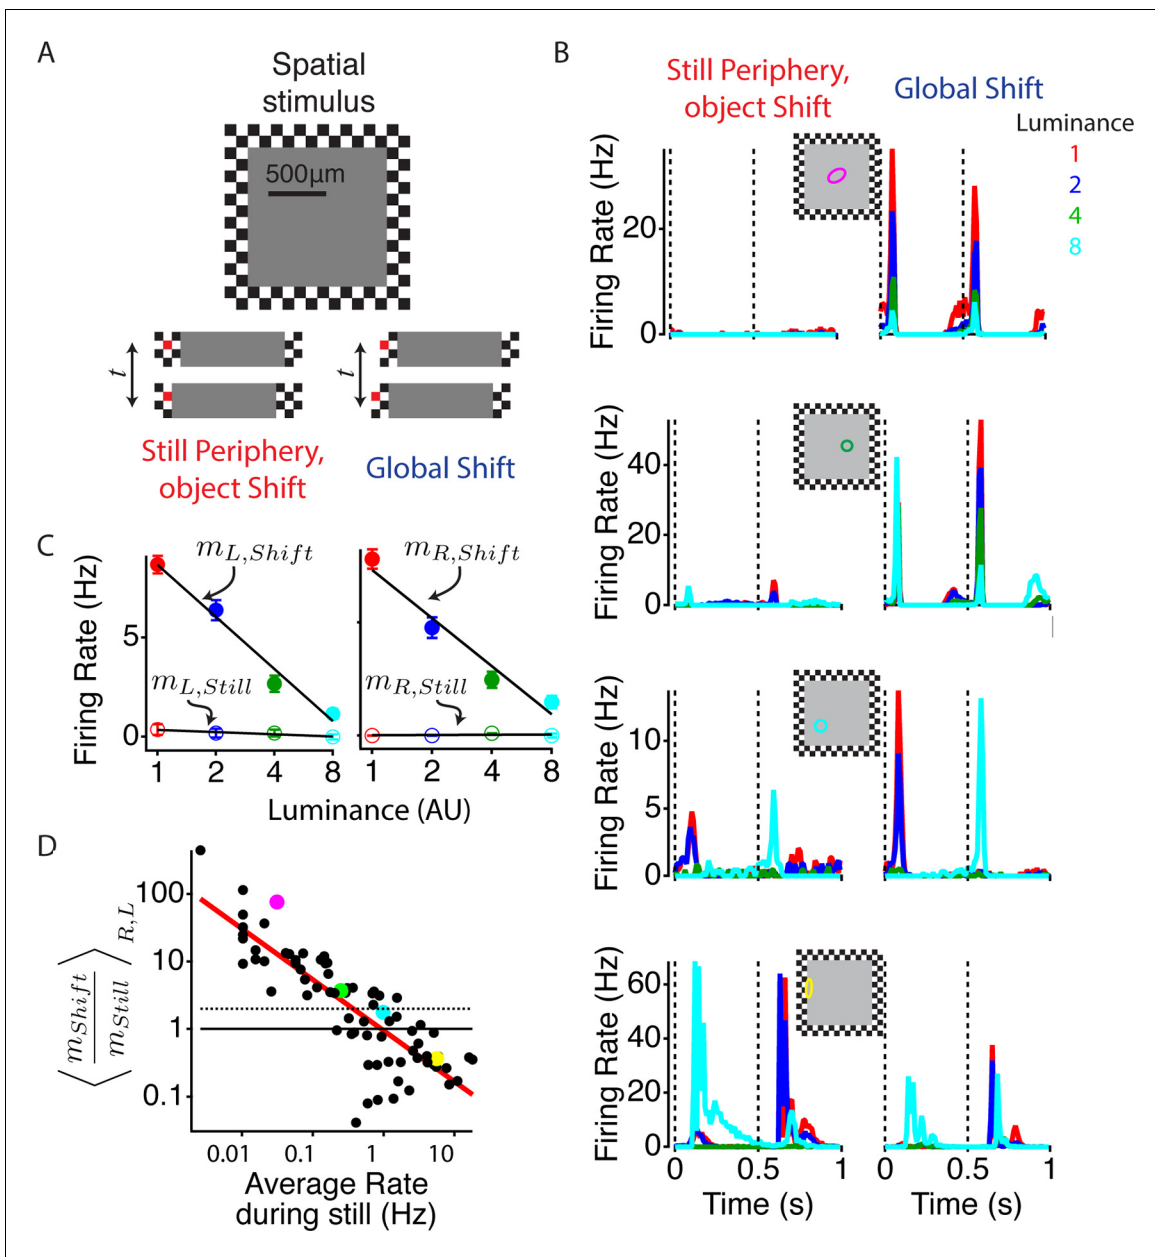 A
Spatial
stimulus
500µm
t
t
Still Periphery,
object Shift
Global Shift
B
Still Periphery,
object Shift
Global Shift
Luminance
1
2
4
8
Firing Rate (Hz)
20
0
Firing Rate (Hz)
40
20
0
Firing Rate (Hz)
10
5
0
Firing Rate (Hz)
60
40
20
0
0 0.5 1
0 0.5 1
Time (s)
Time (s)
C
Firing Rate (Hz)
5
0
m_{L,Shift}
m_{R,Shift}
m_{L,Still}
m_{R,Still}
1 2 4 8
1 2 4 8
Luminance (AU)
D
⟨m_{Shift}/m_{Still}⟩_{R,L}
100
10
1
0.1
0.01 0.1 1 10
Average Rate
during still (Hz)